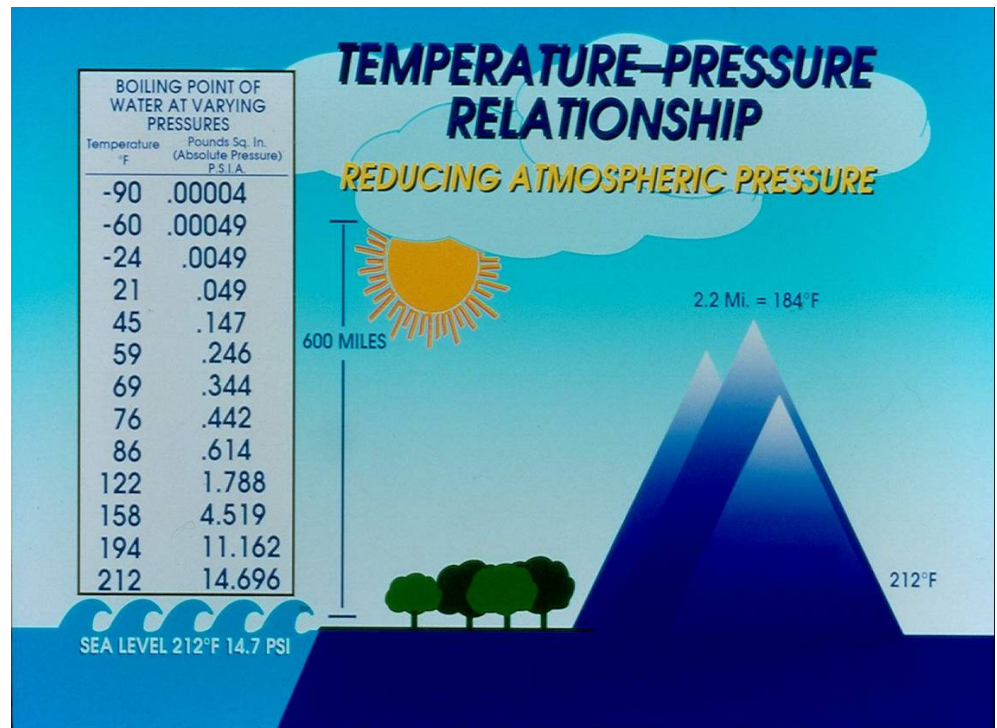 TEMPERATURE–PRESSURE
RELATIONSHIP
REDUCING ATMOSPHERIC PRESSURE
BOILING POINT OF
WATER AT VARYING
PRESSURES
Temperature °F Pounds Sq. In. (Absolute Pressure) P.S.I.A.
-90 .00004
-60 .00049
-24 .0049
21 .049
45 .147
59 .246
69 .344
76 .442
86 .614
122 1.788
158 4.519
194 11.162
212 14.696
SEA LEVEL 212°F 14.7 PSI
600 MILES
2.2 Mi. = 184°F
212°F